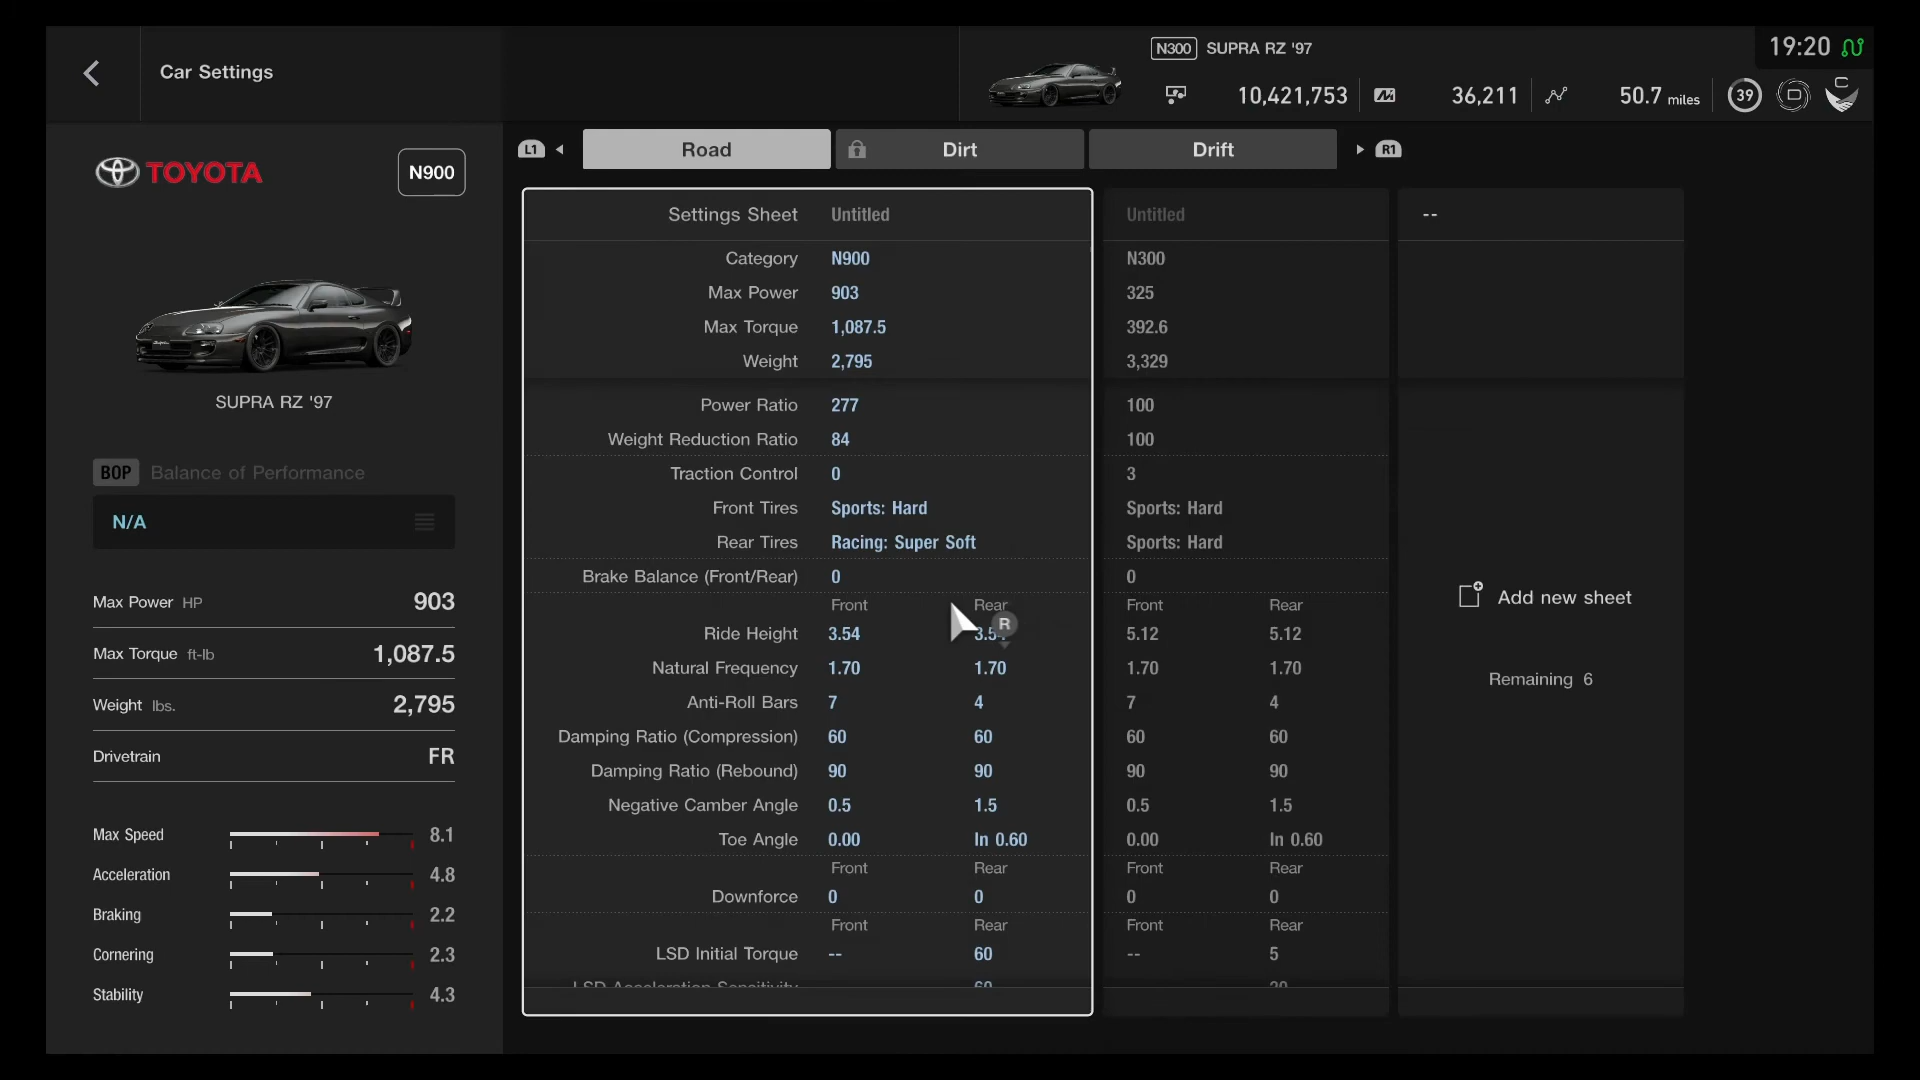 Car Settings
N300 SUPRA RZ '97
19:20
10,421,753 36,211 50.7 miles 39 D C
TOYOTA N900
SUPRA RZ '97
BOP Balance of Performance
N/A
Max Power HP 903
Max Torque ft-lb 1,087.5
Weight lbs. 2,795
Drivetrain FR
Max Speed 8.1
Acceleration 4.8
Braking 2.2
Cornering 2.3
Stability 4.3
L1 Road Dirt Drift R1
Settings Sheet Untitled Untitled --
Category N900 N300
Max Power 903 325
Max Torque 1,087.5 392.6
Weight 2,795 3,329
Power Ratio 277 100
Weight Reduction Ratio 84 100
Traction Control 0 3
Front Tires Sports: Hard Sports: Hard
Rear Tires Racing: Super Soft Sports: Hard
Brake Balance (Front/Rear) 0 0
Front Rear Front Rear
R
Ride Height 3.54 3.54 5.12 5.12
Natural Frequency 1.70 1.70 1.70 1.70
Anti-Roll Bars 7 4 7 4
Damping Ratio (Compression) 60 60 60 60
Damping Ratio (Rebound) 90 90 90 90
Negative Camber Angle 0.5 1.5 0.5 1.5
Toe Angle 0.00 In 0.60 0.00 In 0.60
Front Rear Front Rear
Downforce 0 0 0 0
Front Rear Front Rear
LSD Initial Torque -- 60 -- 5
LSD Acceleration Sensitivity 60 20
Add new sheet
Remaining 6